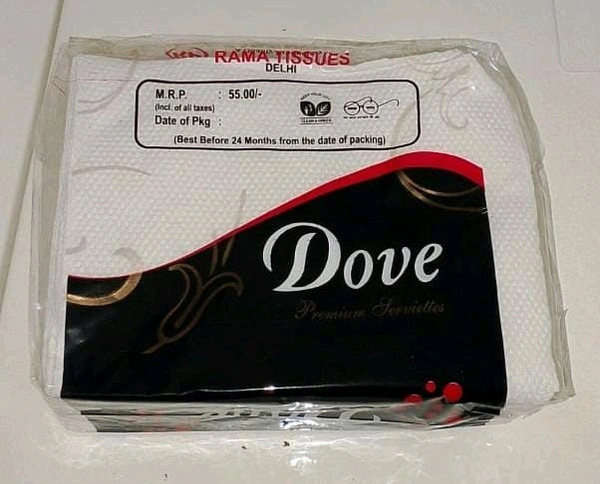 RAMA TISSUES
DELHI
M.R.P. : 55.00/-
(Incl. of all taxes)
Date of Pkg :
(Best Before 24 Months from the date of packing)
Dove
Premium Serviettes